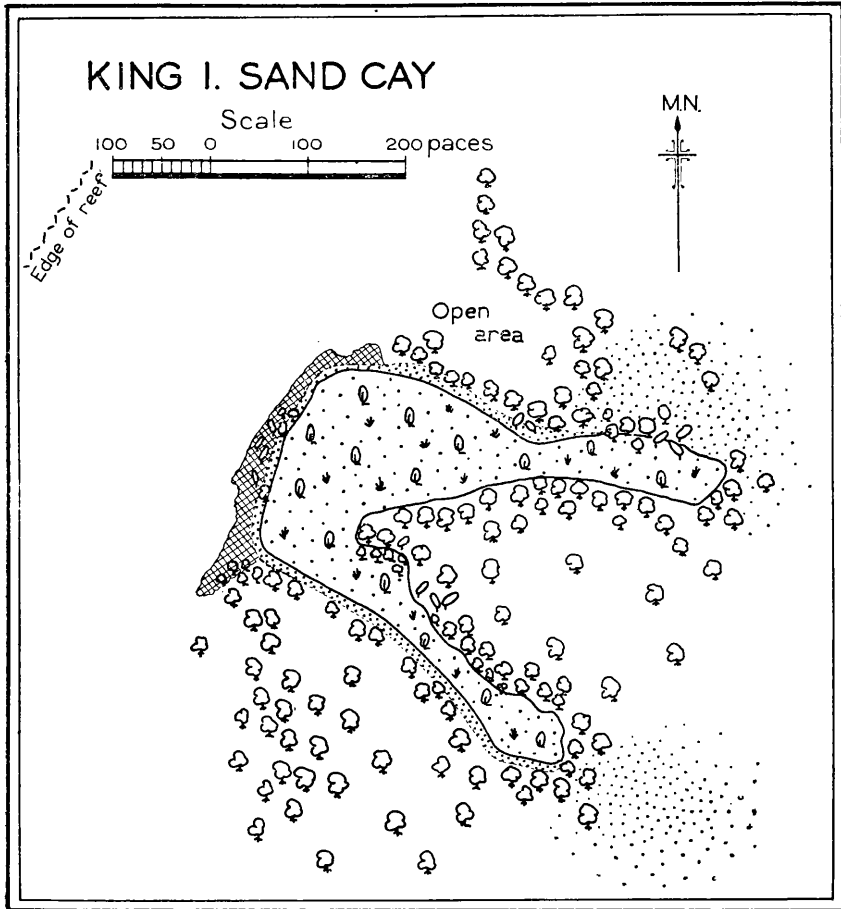 KING I. SAND CAY
Scale
100 50 0 100 200 paces
M.N.
Edge of reef
Open
area